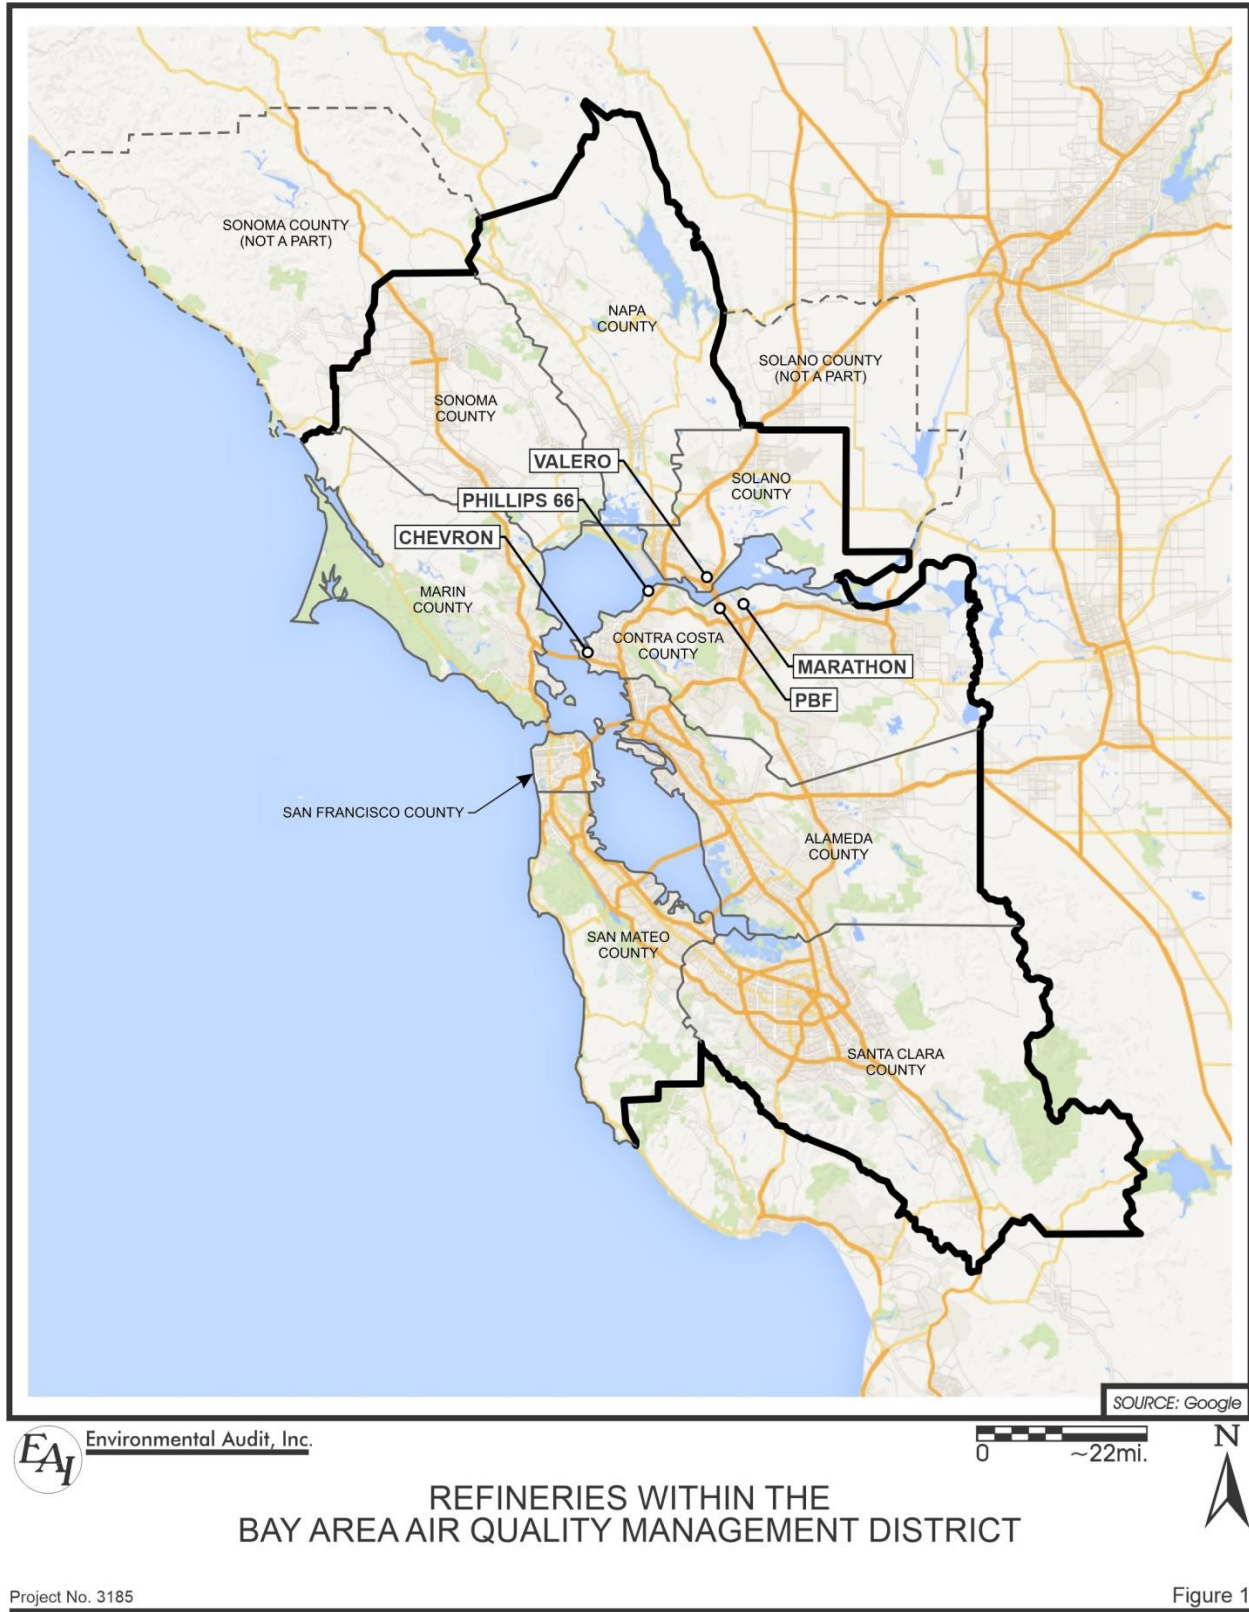 SONOMA COUNTY
(NOT A PART)
NAPA
COUNTY
SOLANO COUNTY
(NOT A PART)
SONOMA
COUNTY
VALERO
SOLANO
COUNTY
PHILLIPS 66
CHEVRON
MARIN
COUNTY
CONTRA COSTA
COUNTY
MARATHON
PBF
SAN FRANCISCO COUNTY
ALAMEDA
COUNTY
SAN MATEO
COUNTY
SANTA CLARA
COUNTY
SOURCE: Google
EAI
Environmental Audit, Inc.
0
~22mi.
N
REFINERIES WITHIN THE
BAY AREA AIR QUALITY MANAGEMENT DISTRICT
Project No. 3185
Figure 1